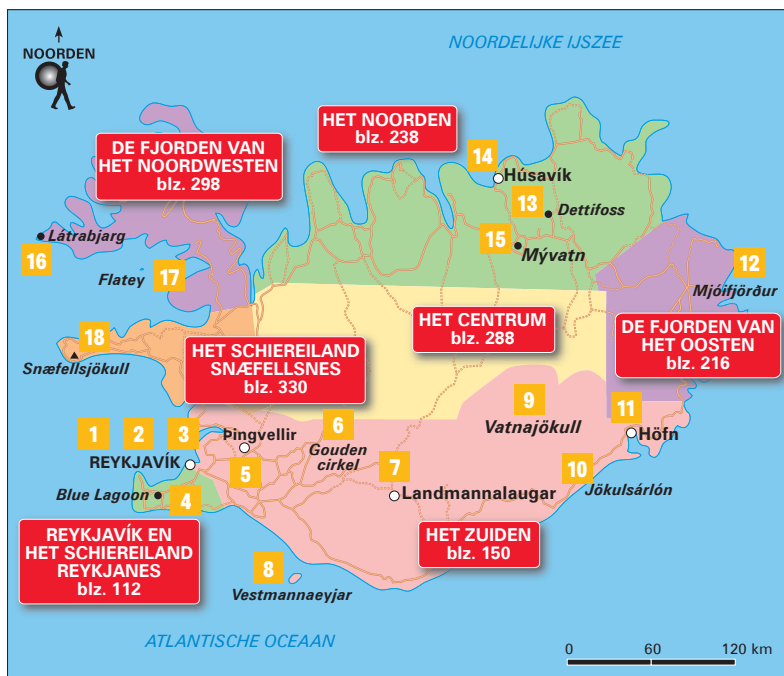 NOORDELIJKE IJSZEE
NOORDEN
HET NOORDEN
blz. 238
DE FJORDEN VAN
HET NOORDWESTEN
blz. 298
14
Húsavík
13
Dettifoss
15
Mývatn
Látrabjarg
16
Flatey
17
12
Mjóifjörður
HET CENTRUM
blz. 288
DE FJORDEN VAN
HET OOSTEN
blz. 216
18
Snæfellsjökull
HET SCHIEREILAND
SNÆFELLSNES
blz. 330
9
Vatnajökull
11
Höfn
1
2
3
REYKJAVÍK
Þingvellir
5
6
Gouden
cirkel
7
Landmannalaugar
10
Jökulsárlón
Blue Lagoon
4
REYKJAVÍK EN
HET SCHIEREILAND
REYKJANES
blz. 112
HET ZUIDEN
blz. 150
8
Vestmannaeyjar
ATLANTISCHE OCEAAN
0 60 120 km